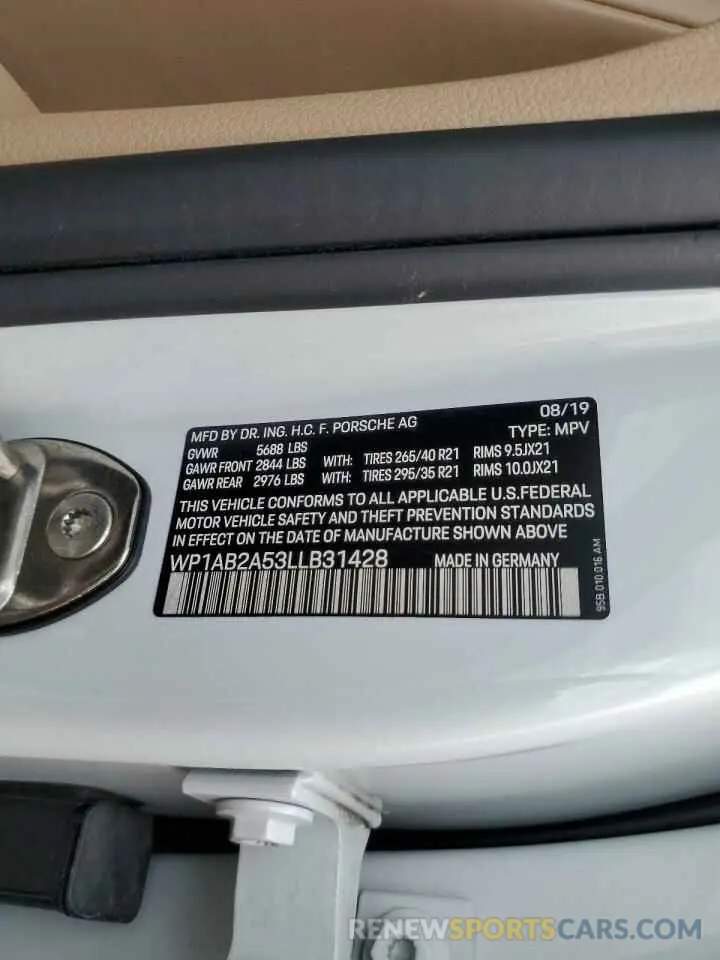 MFD BY DR. ING. H.C. F. PORSCHE AG 08/19
GVWR 5688 LBS TYPE: MPV
GAWR FRONT 2844 LBS WITH: TIRES 265/40 R21 RIMS 9.5JX21
GAWR REAR 2976 LBS WITH: TIRES 295/35 R21 RIMS 10.0JX21
THIS VEHICLE CONFORMS TO ALL APPLICABLE U.S.FEDERAL
MOTOR VEHICLE SAFETY AND THEFT PREVENTION STANDARDS
IN EFFECT ON THE DATE OF MANUFACTURE SHOWN ABOVE
WP1AB2A53LLB31428 MADE IN GERMANY
95B.010.016.AM
RENEWSPORTSCARS.COM